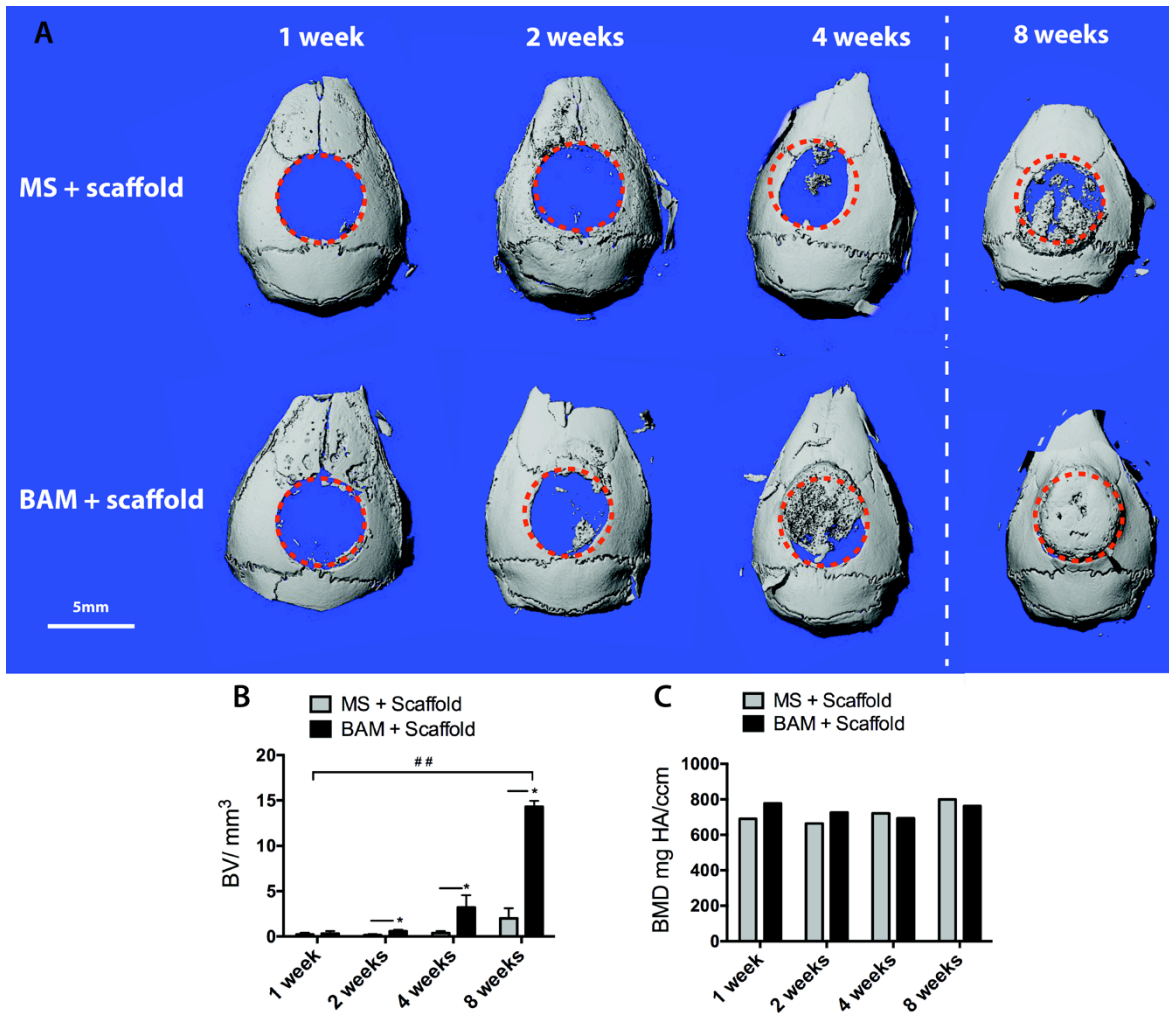 A
1 week
2 weeks
4 weeks
8 weeks
MS + scaffold
BAM + scaffold
5mm
B
MS + Scaffold
BAM + Scaffold
BV/ mm³
20
15
10
5
0
##
*
*
*
1 week
2 weeks
4 weeks
8 weeks
C
MS + Scaffold
BAM + Scaffold
BMD mg HA/ccm
1000
800
600
400
200
0
1 week
2 weeks
4 weeks
8 weeks